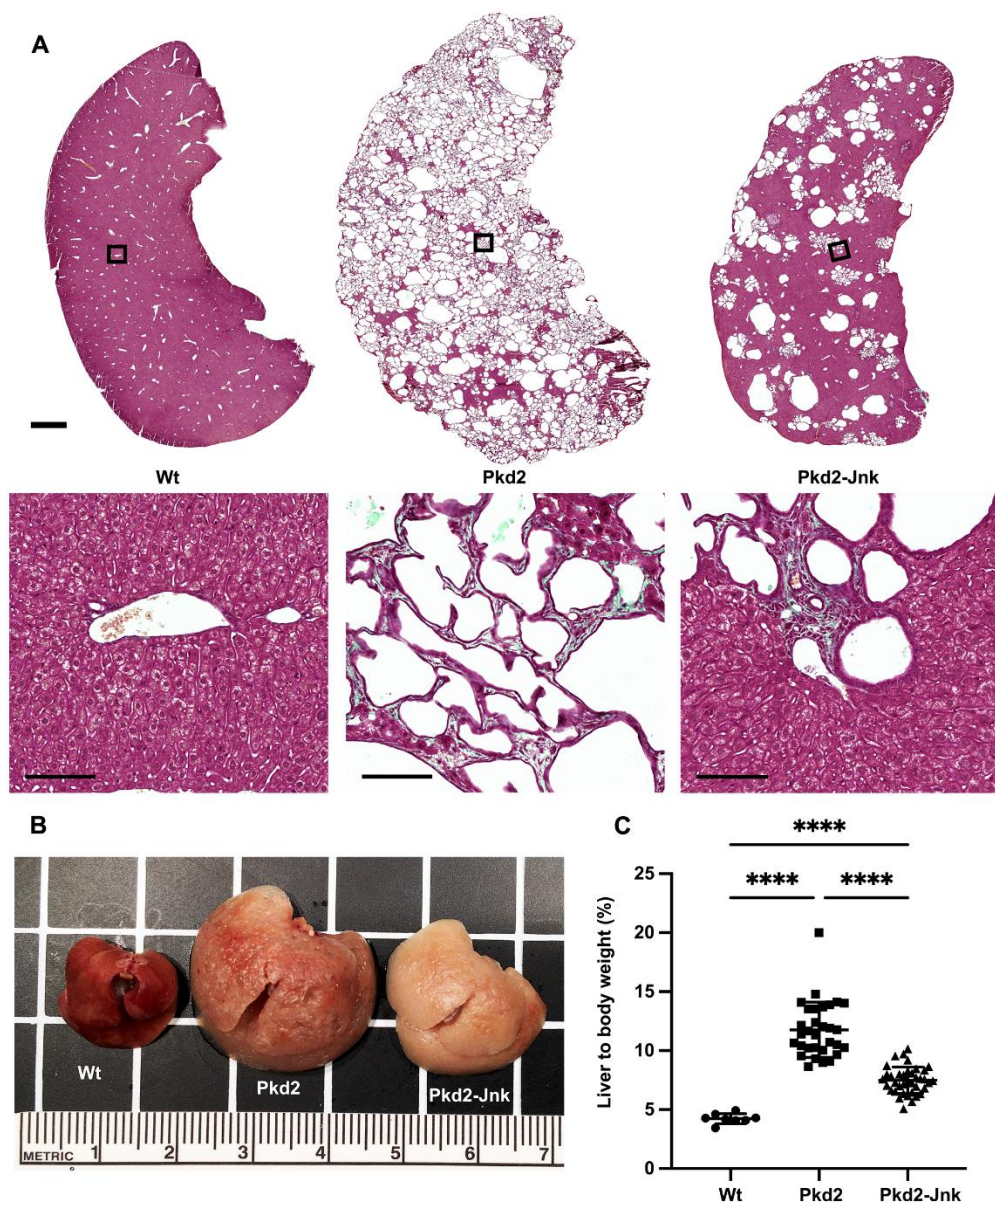 A
Wt Pkd2 Pkd2-Jnk
B
Wt
Pkd2
Pkd2-Jnk
METRIC 1 2 3 4 5 6 7
C
****
**** ****
Liver to body weight (%)
25
20
15
10
5
0
Wt Pkd2 Pkd2-Jnk